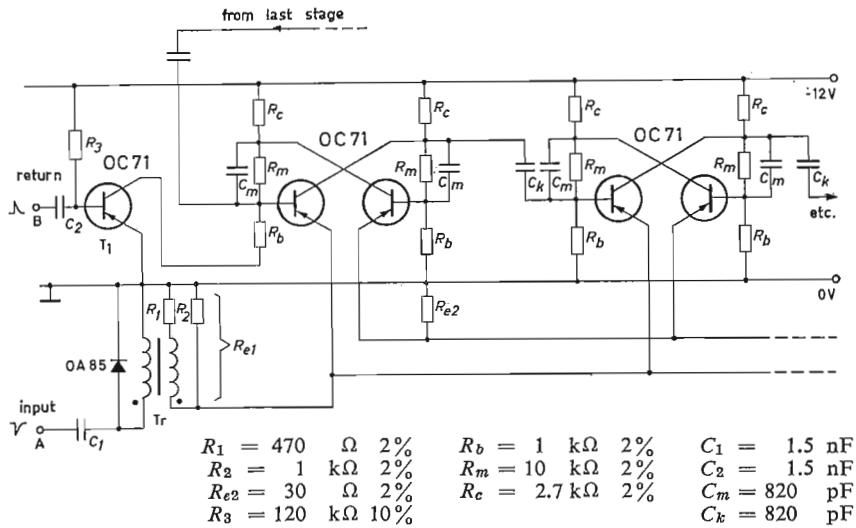 from last stage
-12V
Rc
Rc
Rc
Rc
R3
OC71
OC71
OC71
return
B
C2
T1
Cm
Rm
Rm
Cm
Ck
Cm
Rm
Rm
Cm
Ck
etc.
Rb
Rb
Rb
Rb
0V
R1
R2
Re1
Re2
OA85
Tr
input
A
C1
R1 = 470 Ω 2%
R2 = 1 kΩ 2%
Re2 = 30 Ω 2%
R3 = 120 kΩ 10%
Rb = 1 kΩ 2%
Rm = 10 kΩ 2%
Rc = 2.7 kΩ 2%
C1 = 1.5 nF
C2 = 1.5 nF
Cm = 820 pF
Ck = 820 pF